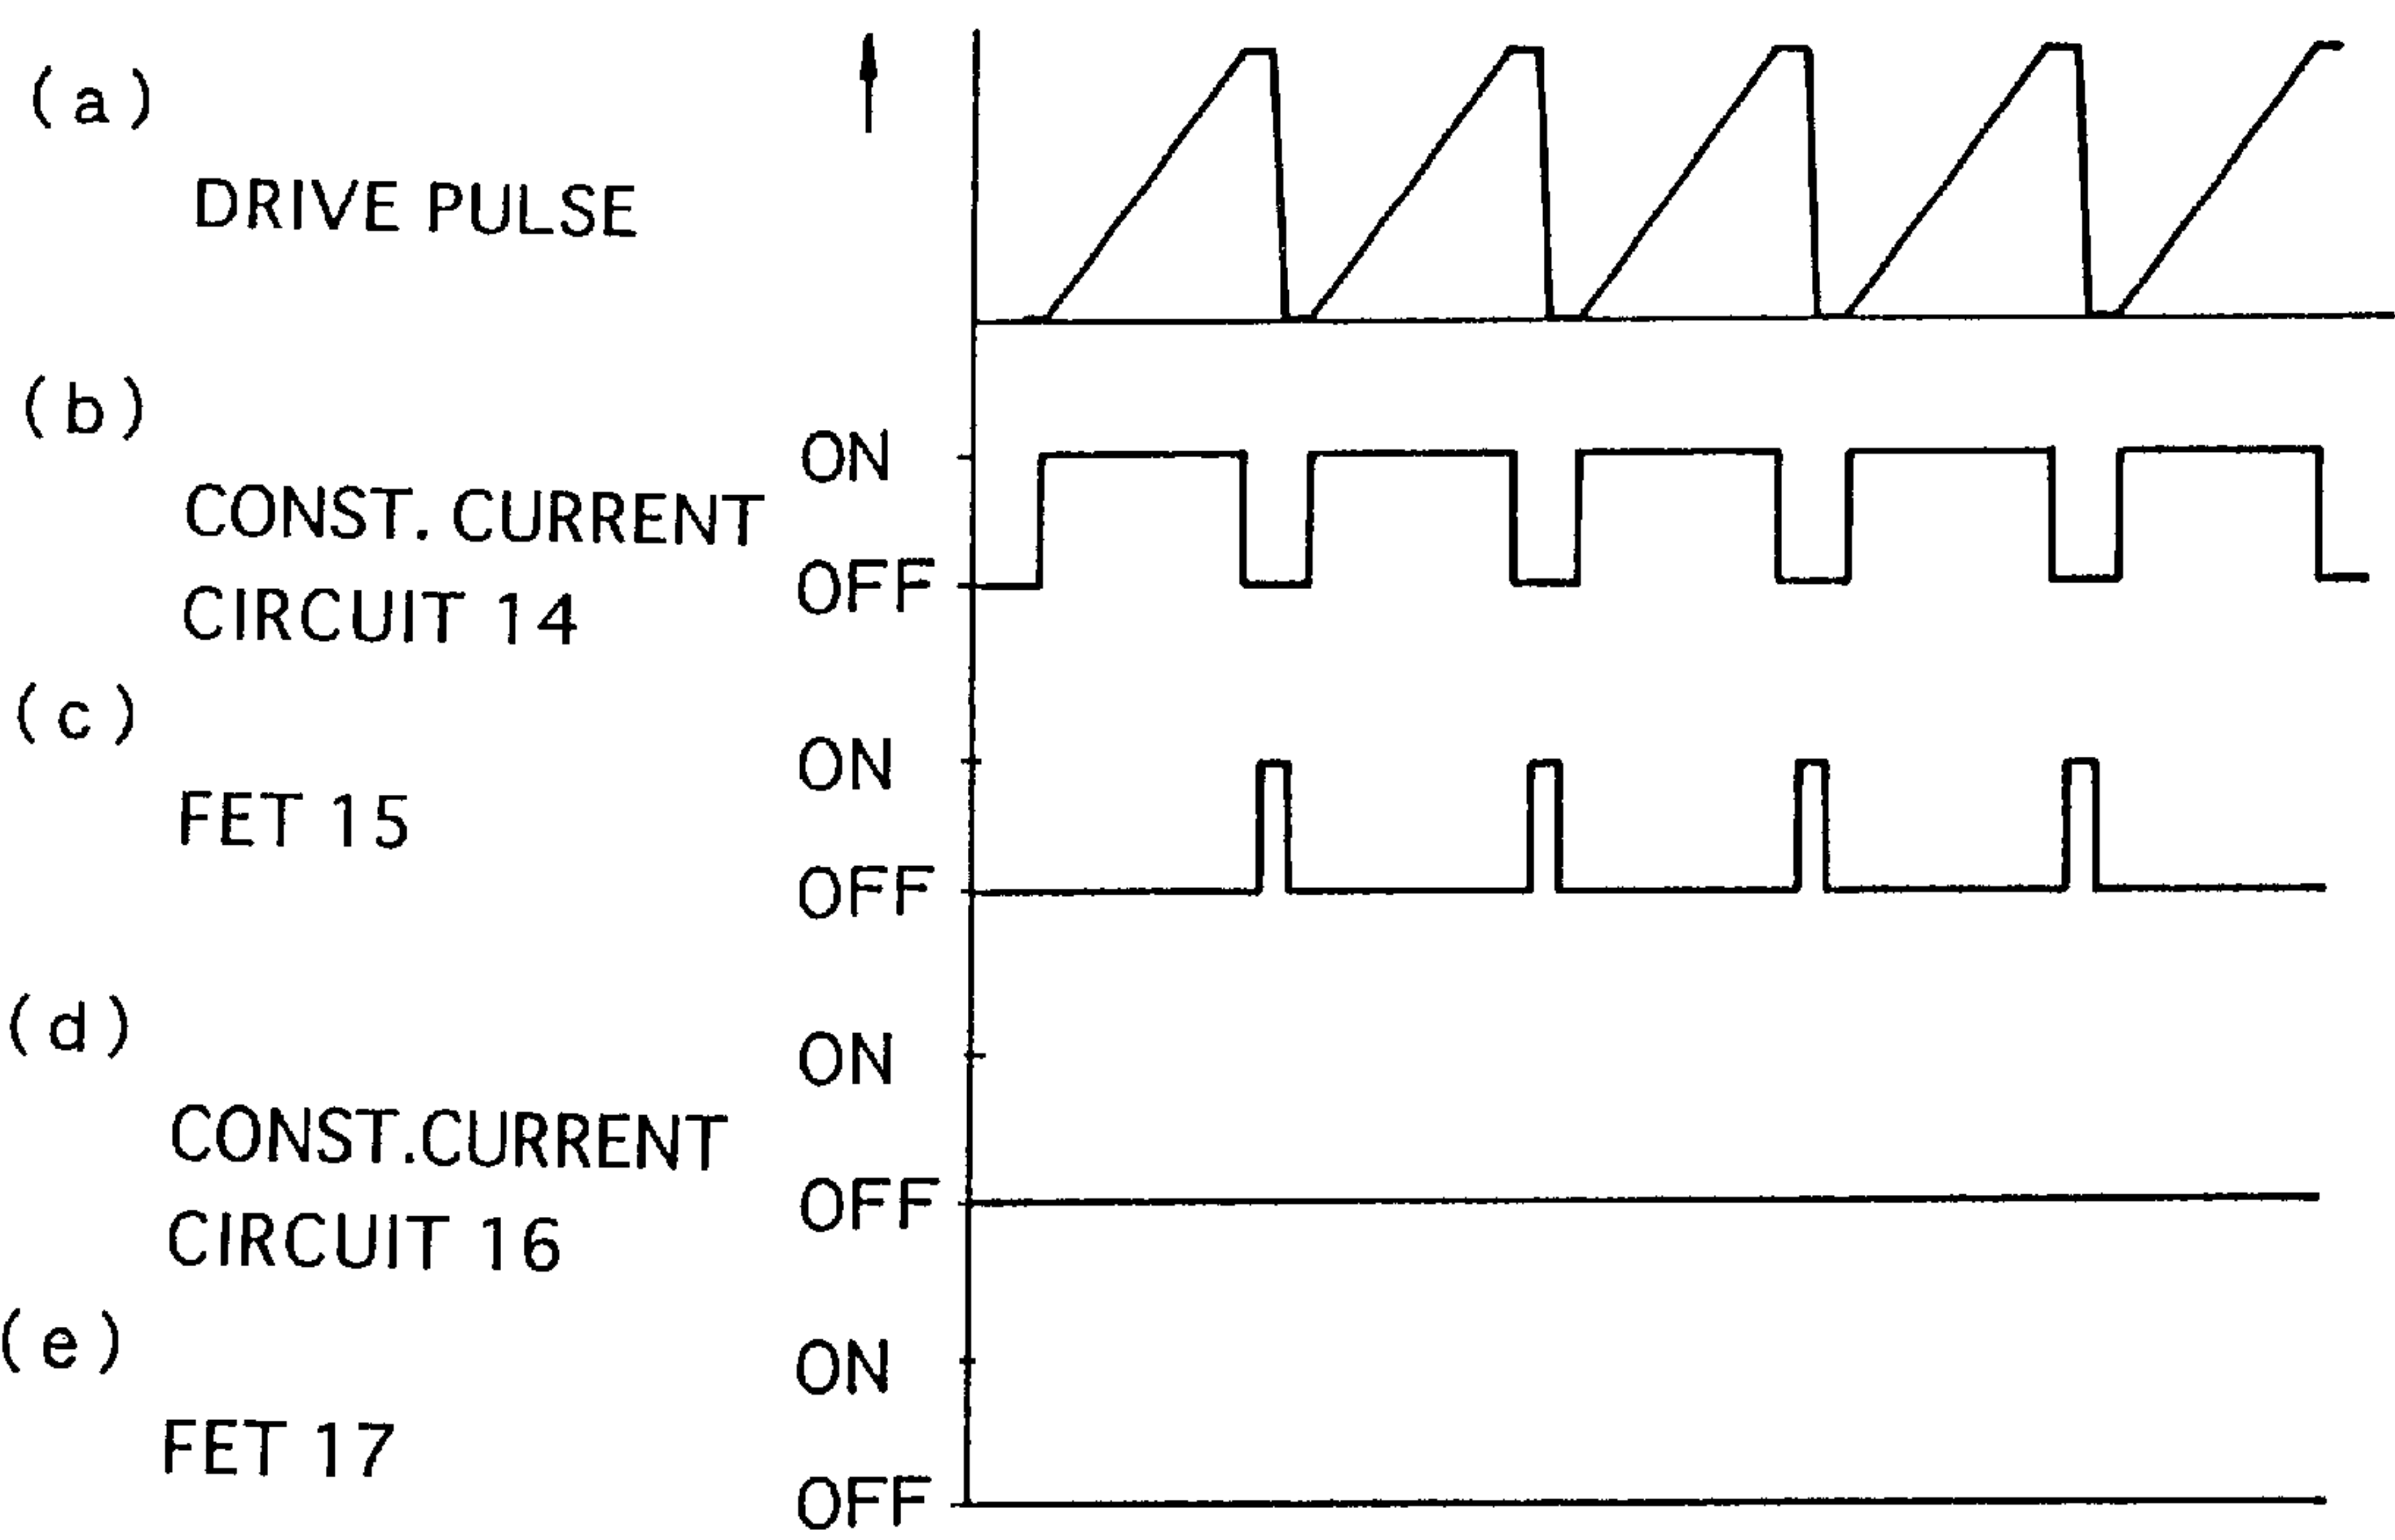 (a)
DRIVE PULSE
(b)
ON
CONST. CURRENT
OFF
CIRCUIT 14
(c)
ON
FET 15
OFF
(d)
ON
CONST.CURRENT
OFF
CIRCUIT 16
(e)
ON
FET 17
OFF